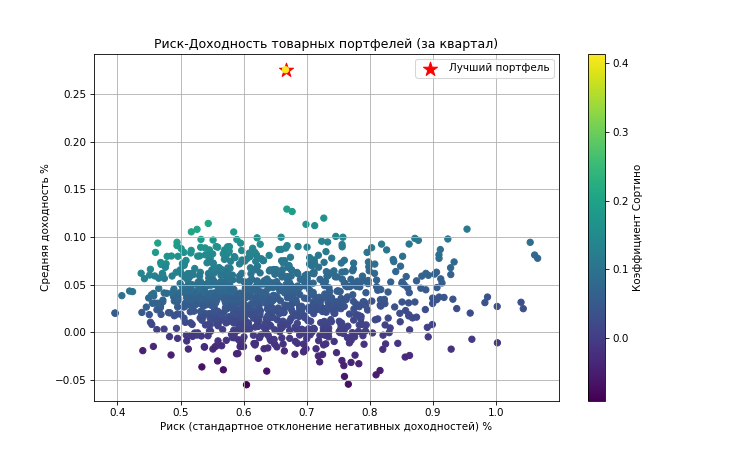 Риск-Доходность товарных портфелей (за квартал)
Лучший портфель
Средняя доходность %
0.25
0.20
0.15
0.10
0.05
0.00
−0.05
0.4 0.5 0.6 0.7 0.8 0.9 1.0
Риск (стандартное отклонение негативных доходностей) %
0.4
0.3
0.2
0.1
0.0
Коэффициент Сортино